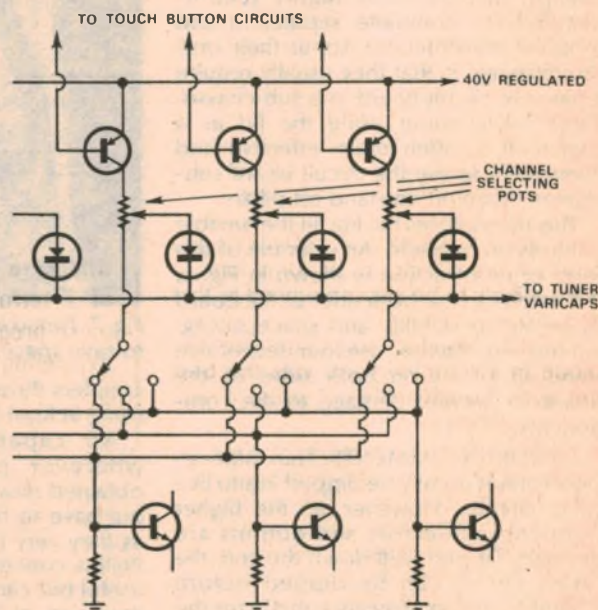 TO TOUCH BUTTON CIRCUITS
40V REGULATED
CHANNEL
SELECTING
POTS
TO TUNER
VARICAPS